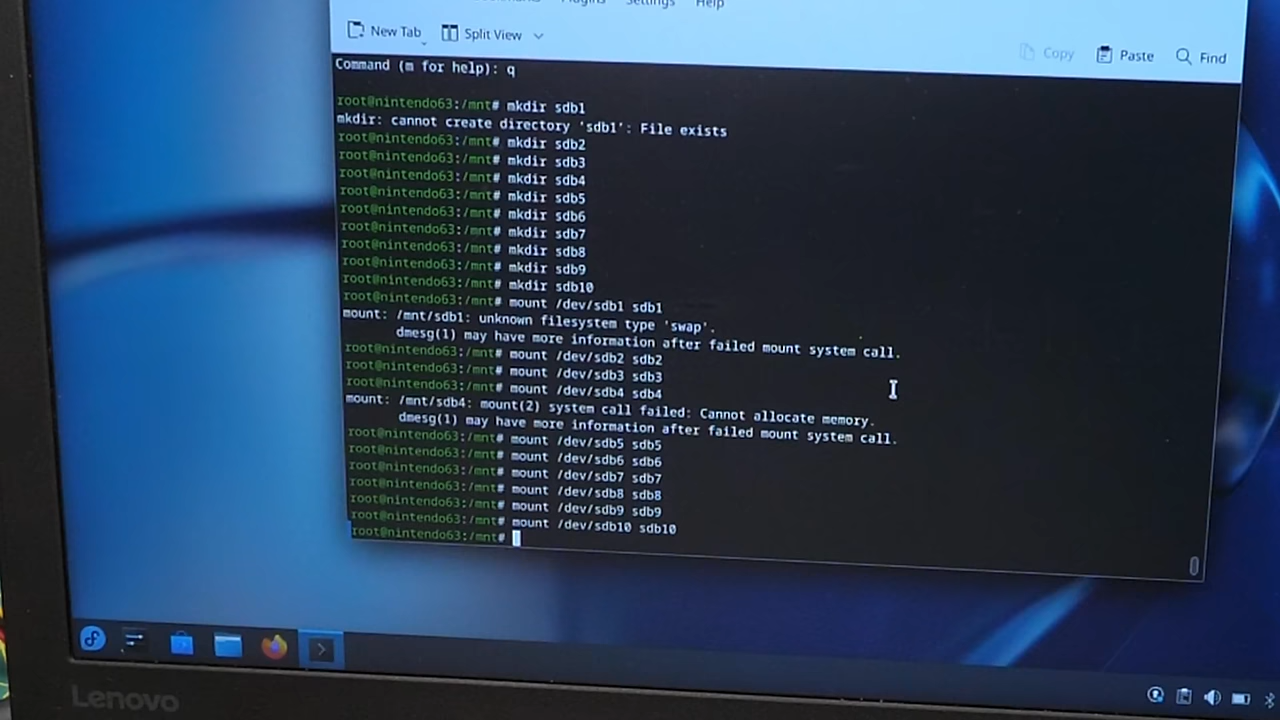 Settings Help
New Tab Split View Copy Paste Find
Command (m for help): q
root@nintendo63:/mnt# mkdir sdb1
mkdir: cannot create directory 'sdb1': File exists
root@nintendo63:/mnt# mkdir sdb2
root@nintendo63:/mnt# mkdir sdb3
root@nintendo63:/mnt# mkdir sdb4
root@nintendo63:/mnt# mkdir sdb5
root@nintendo63:/mnt# mkdir sdb6
root@nintendo63:/mnt# mkdir sdb7
root@nintendo63:/mnt# mkdir sdb8
root@nintendo63:/mnt# mkdir sdb9
root@nintendo63:/mnt# mkdir sdb10
root@nintendo63:/mnt# mount /dev/sdb1 sdb1
mount: /mnt/sdb1: unknown filesystem type 'swap'.
dmesg(1) may have more information after failed mount system call.
root@nintendo63:/mnt# mount /dev/sdb2 sdb2
root@nintendo63:/mnt# mount /dev/sdb3 sdb3
root@nintendo63:/mnt# mount /dev/sdb4 sdb4
mount: /mnt/sdb4: mount(2) system call failed: Cannot allocate memory.
dmesg(1) may have more information after failed mount system call.
root@nintendo63:/mnt# mount /dev/sdb5 sdb5
root@nintendo63:/mnt# mount /dev/sdb6 sdb6
root@nintendo63:/mnt# mount /dev/sdb7 sdb7
root@nintendo63:/mnt# mount /dev/sdb8 sdb8
root@nintendo63:/mnt# mount /dev/sdb9 sdb9
root@nintendo63:/mnt# mount /dev/sdb10 sdb10
root@nintendo63:/mnt#
Lenovo